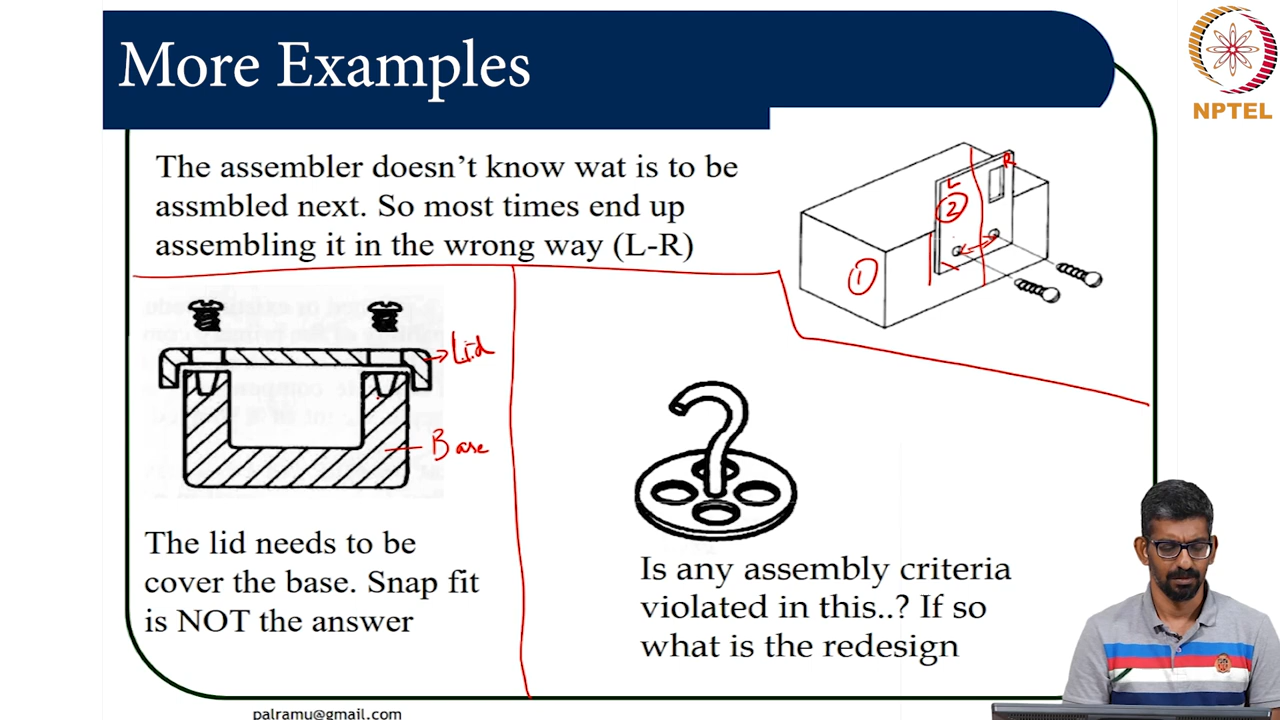 More Examples
NPTEL
The assembler doesn’t know wat is to be
assmbled next. So most times end up
assembling it in the wrong way (L-R)
L
R
2
1
Lid
Base
The lid needs to be
cover the base. Snap fit
is NOT the answer
Is any assembly criteria
violated in this..? If so
what is the redesign
palramu@gmail.com